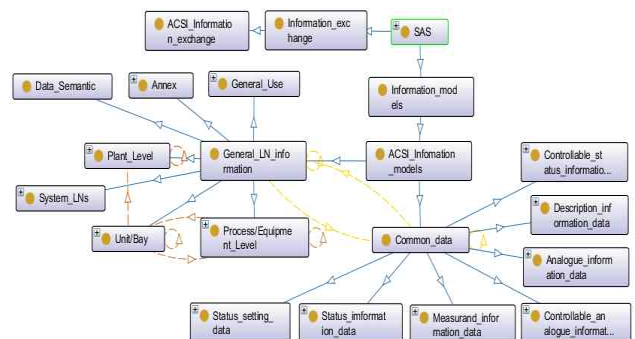 ACSI_Informatio
n_exchange
Information_exc
hange
SAS
Data_Semantic
Annex
General_Use
Information_mod
els
Plant_Level
General_LN_info
rmation
ACSI_Infomation
_models
Controllable_st
atus_informatio...
System_LNs
Description_inf
ormation_data
Unit/Bay
Process/Equipme
nt_Level
Common_data
Analogue_inform
ation_data
Status_setting_
data
Status_imformat
ion_data
Measurand_infor
mation_data
Controllable_an
alogue_informat...